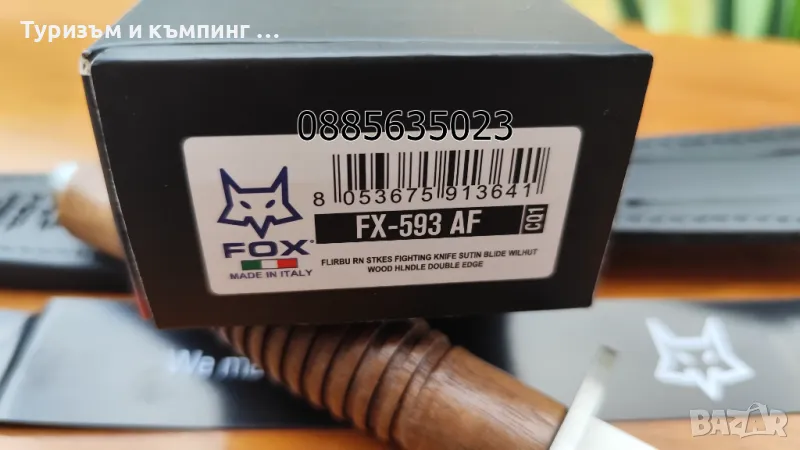 Туризъм и къмпинг ...
0885635023
8 053675 913641
FX-593 AF
C01
FOX
MADE IN ITALY
FLIRBU RN STKES FIGHTING KNIFE SUTIN BLIDE WILHUT
WOOD HLNDLE DOUBLE EDGE
We
BAZAR